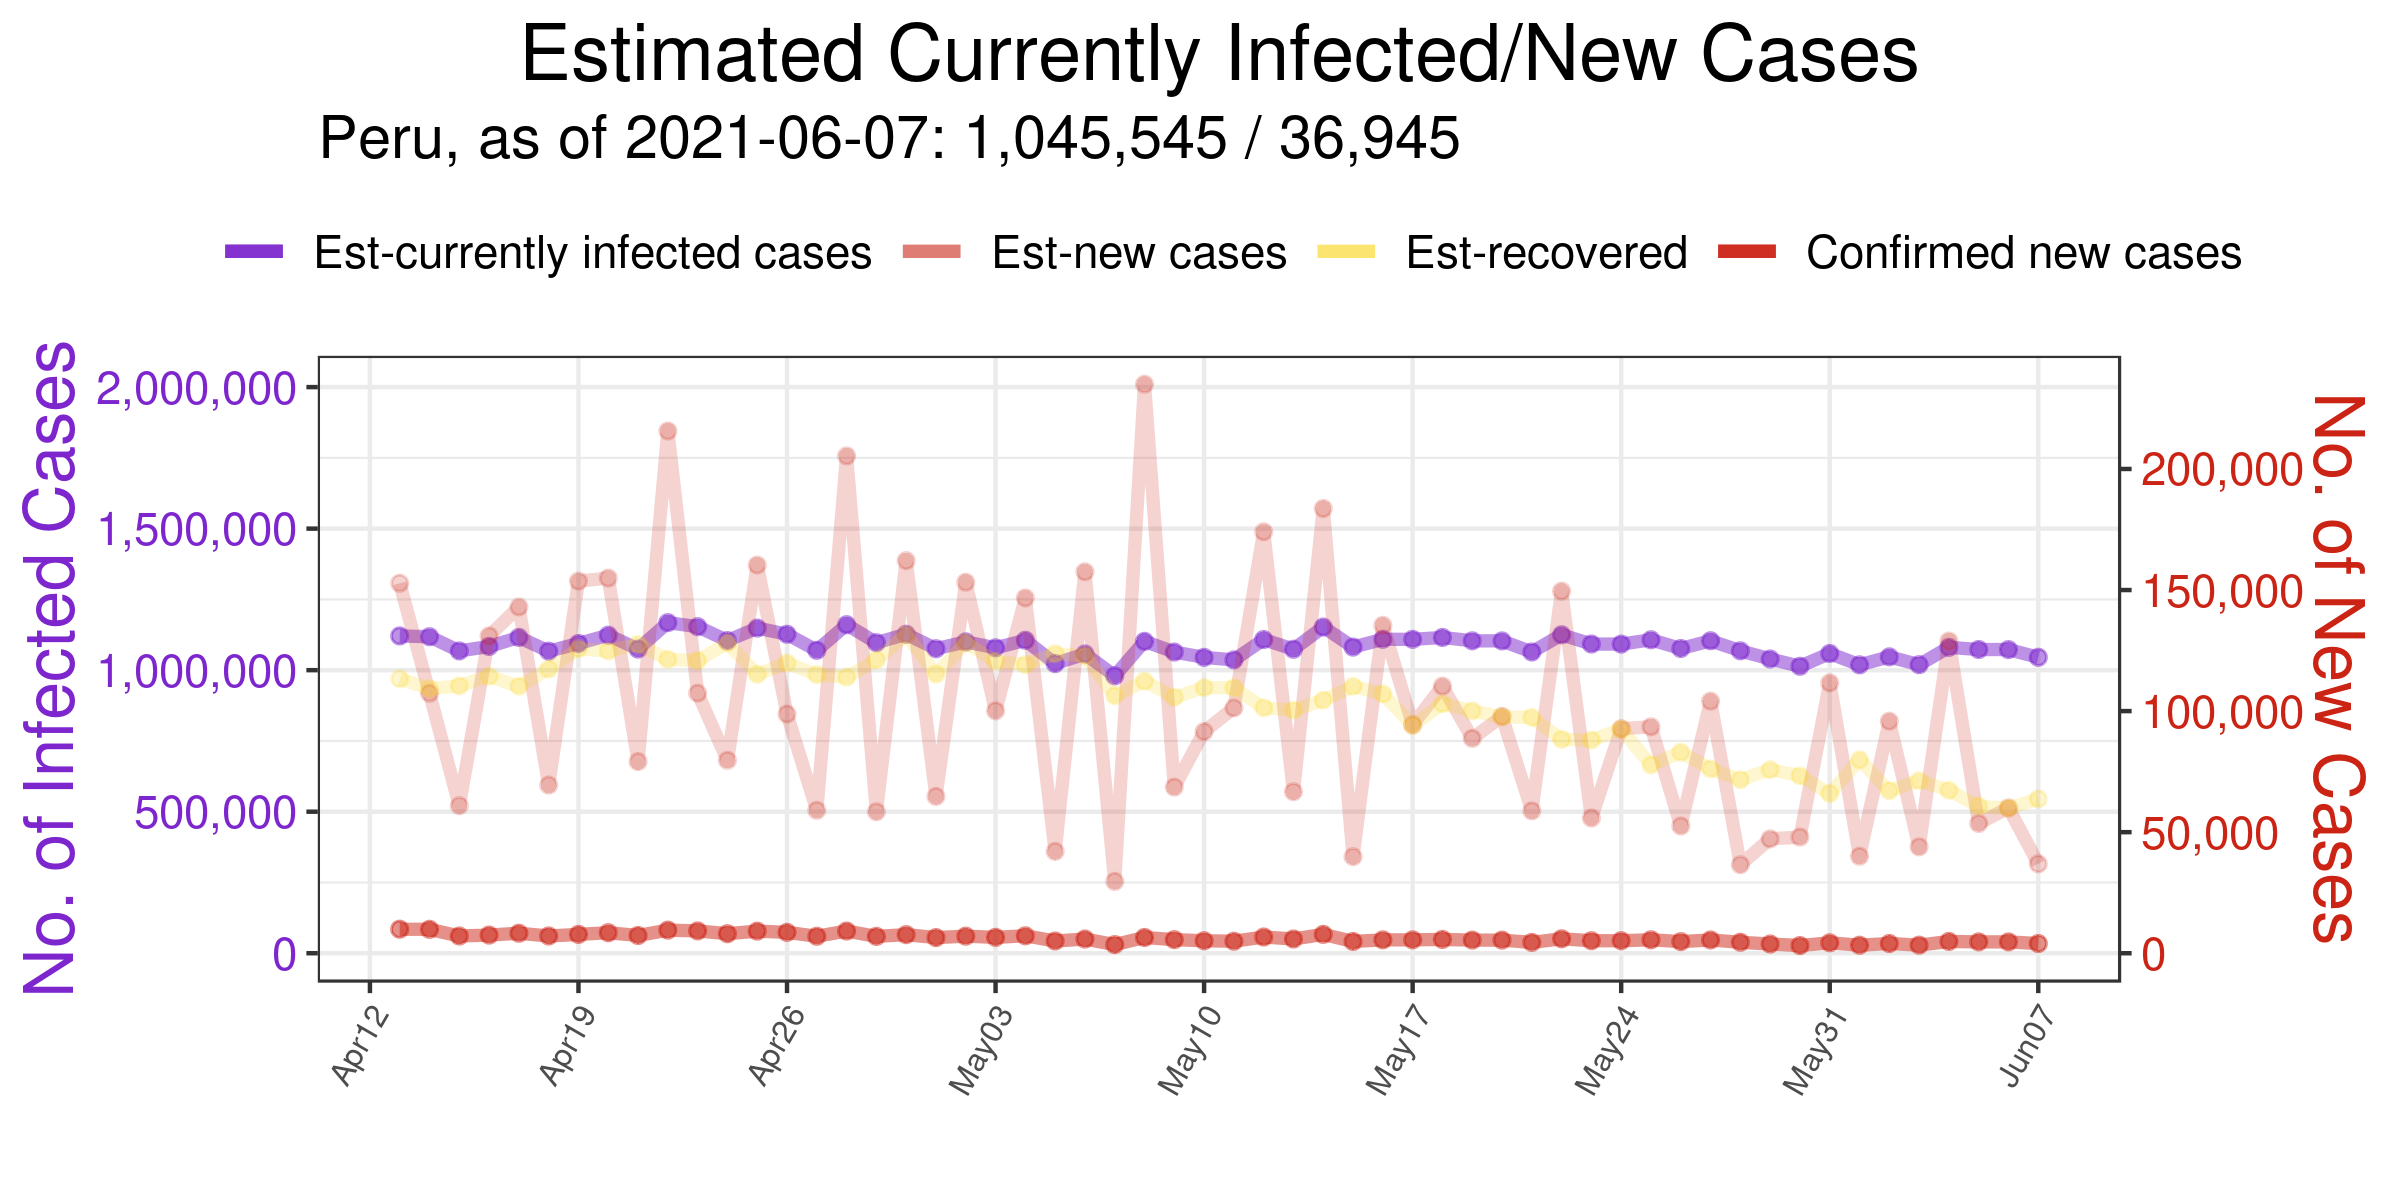 Estimated Currently Infected/New Cases
Peru, as of 2021-06-07: 1,045,545 / 36,945
Est-currently infected cases Est-new cases Est-recovered Confirmed new cases
No. of Infected Cases
2,000,000
1,500,000
1,000,000
500,000
0
200,000
150,000
100,000
50,000
0
No. of New Cases
Apr12 Apr19 Apr26 May03 May10 May17 May24 May31 Jun07